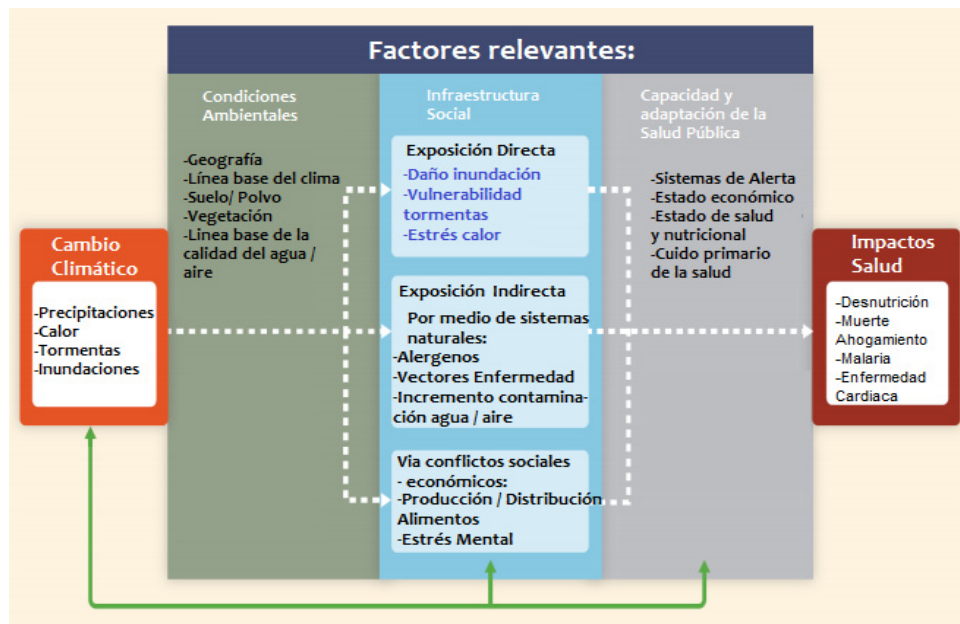 Factores relevantes:
Cambio
Climático
-Precipitaciones
-Calor
-Tormentas
-Inundaciones
Condiciones
Ambientales
-Geografía
-Línea base del clima
-Suelo/ Polvo
-Vegetación
-Linea base de la
calidad del agua /
aire
Infraestructura
Social
Exposición Directa
-Daño inundación
-Vulnerabilidad
tormentas
-Estrés calor
Exposición Indirecta
Por medio de sistemas
naturales:
-Alergenos
-Vectores Enfermedad
-Incremento contamina-
ción agua / aire
Via conflictos sociales
- económicos:
-Producción / Distribución
Alimentos
-Estrés Mental
Capacidad y
adaptación de la
Salud Pública
-Sistemas de Alerta
-Estado económico
-Estado de salud
y nutricional
-Cuido primario
de la salud
Impactos
Salud
-Desnutrición
-Muerte
Ahogamiento
-Malaria
-Enfermedad
Cardiaca